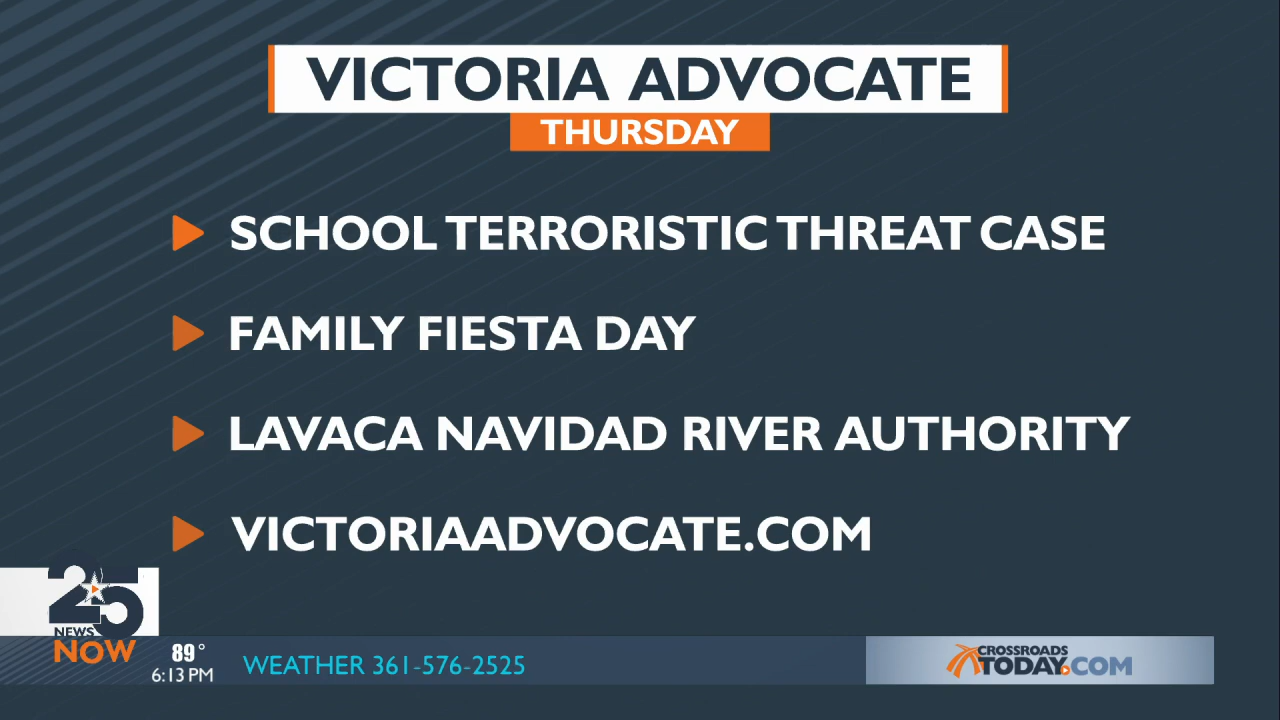 VICTORIA ADVOCATE
THURSDAY
SCHOOL TERRORISTIC THREAT CASE
FAMILY FIESTA DAY
LAVACA NAVIDAD RIVER AUTHORITY
VICTORIAADVOCATE.COM
25
NEWS
NOW
89°
6:13 PM
WEATHER 361-576-2525
CROSSROADS
TODAY.COM